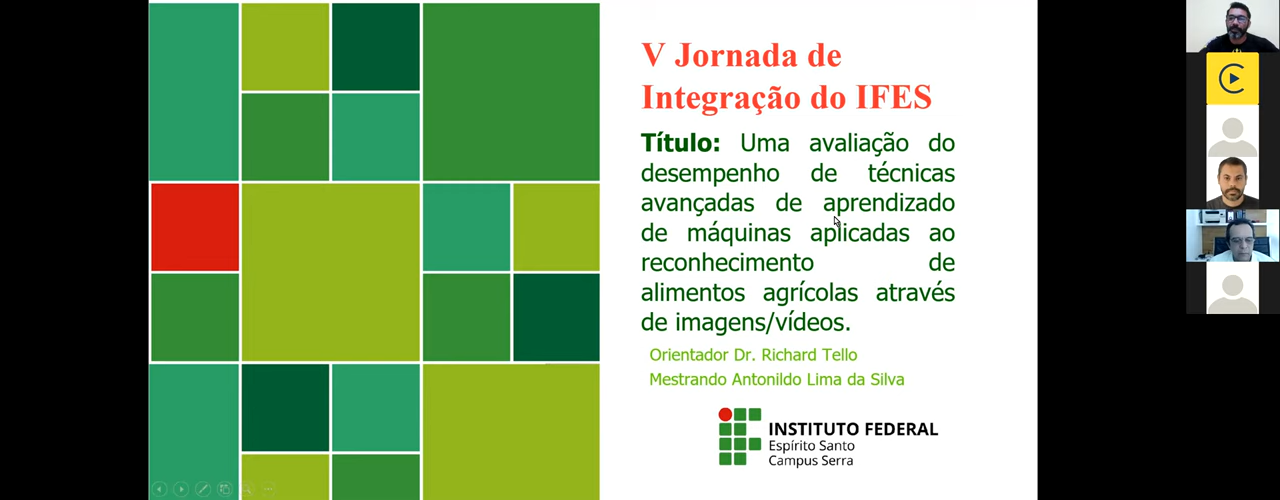 V Jornada de
Integração do IFES
Título: Uma avaliação do
desempenho de técnicas
avançadas de aprendizado
de máquinas aplicadas ao
reconhecimento de
alimentos agrícolas através
de imagens/vídeos.
Orientador Dr. Richard Tello
Mestrando Antonildo Lima da Silva
INSTITUTO FEDERAL
Espírito Santo
Campus Serra